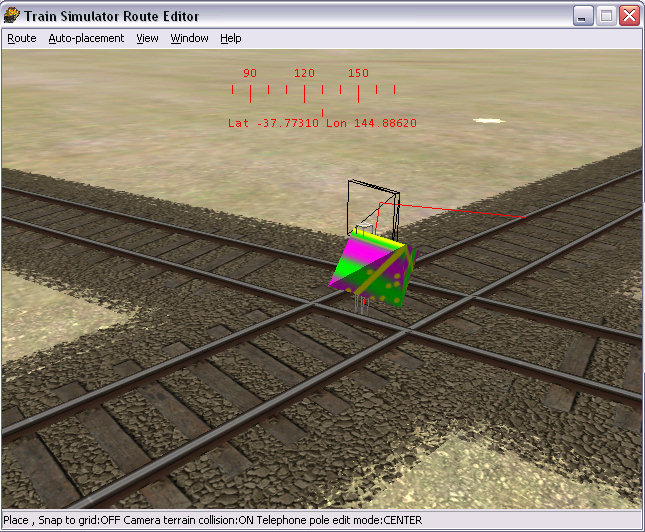 Train Simulator Route Editor
Route Auto-placement View Window Help
90 120 150
Lat -37.77310 Lon 144.88620
Place , Snap to grid:OFF Camera terrain collision:ON Telephone pole edit mode:CENTER